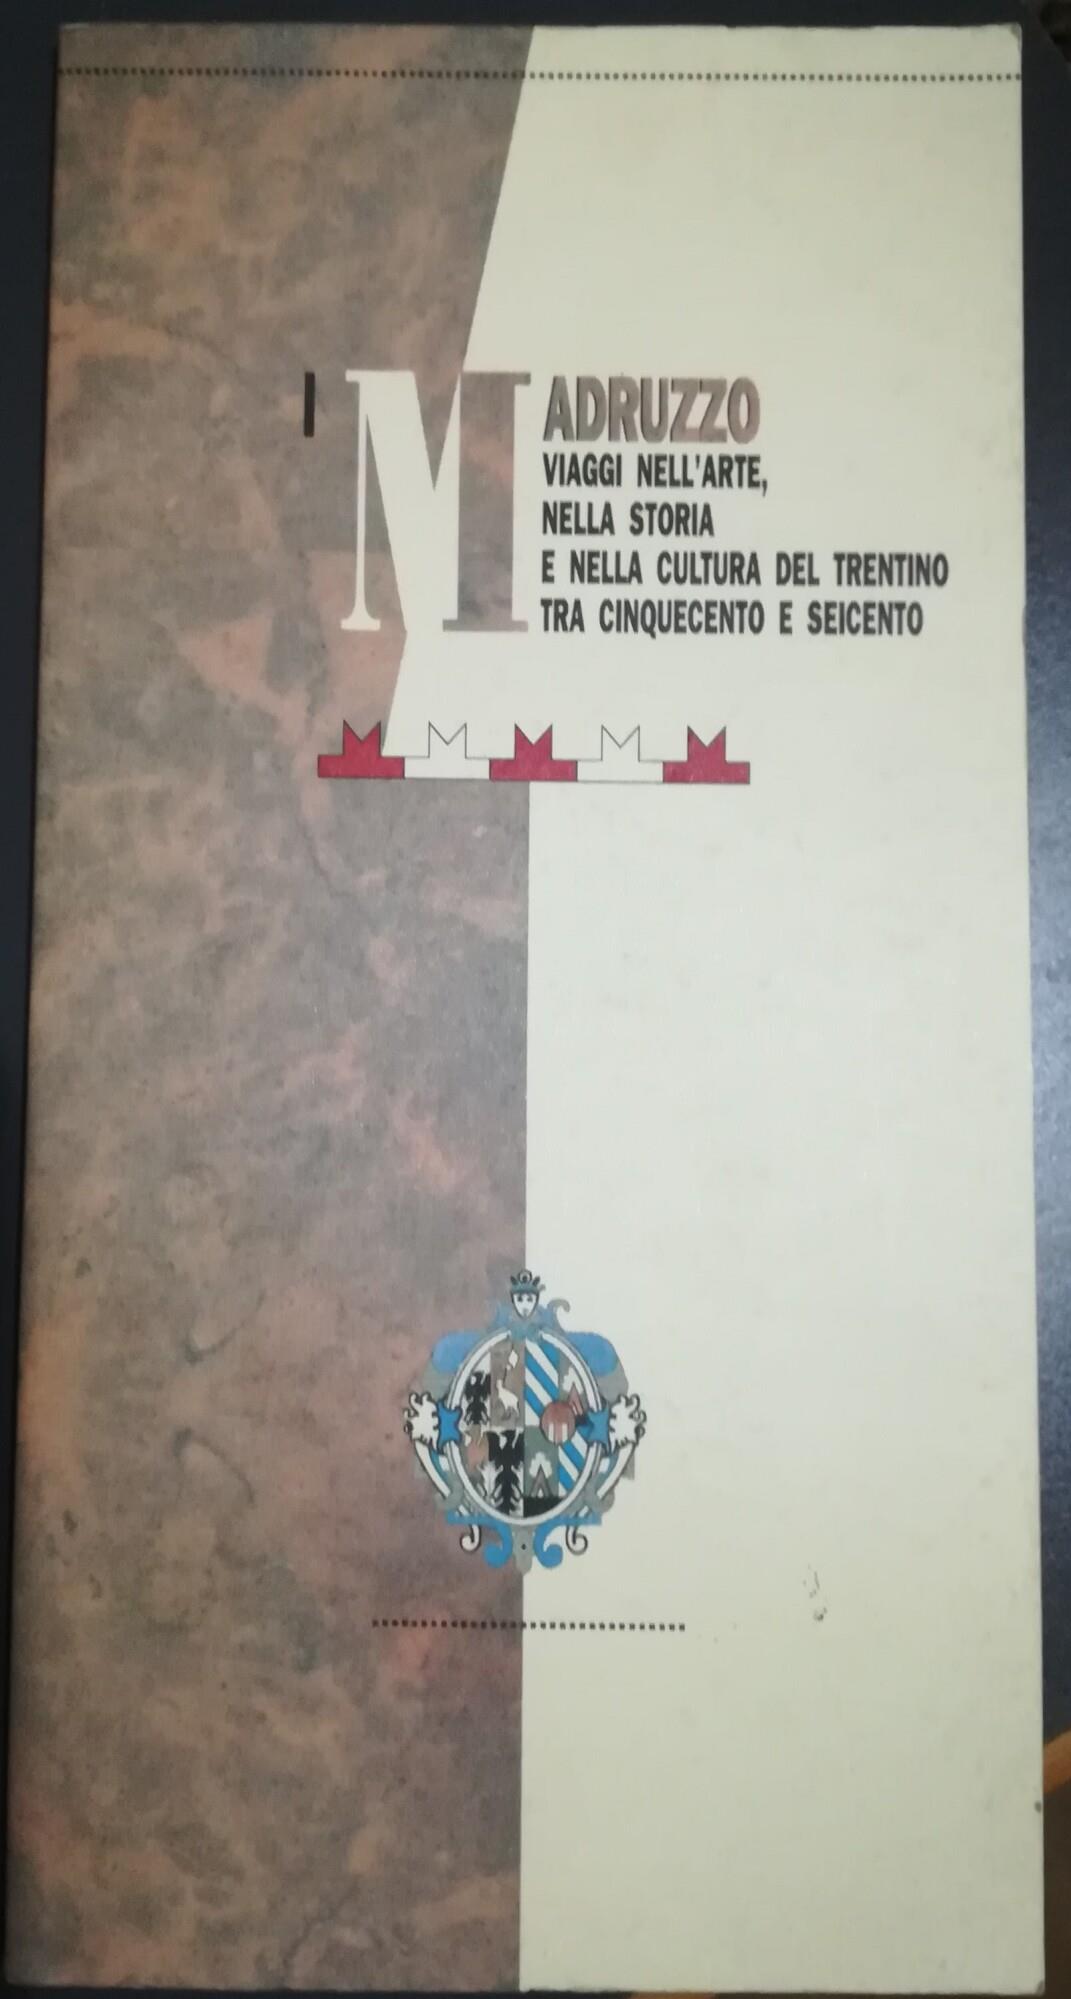 I MADRUZZO
VIAGGI NELL'ARTE,
NELLA STORIA
E NELLA CULTURA DEL TRENTINO
TRA CINQUECENTO E SEICENTO